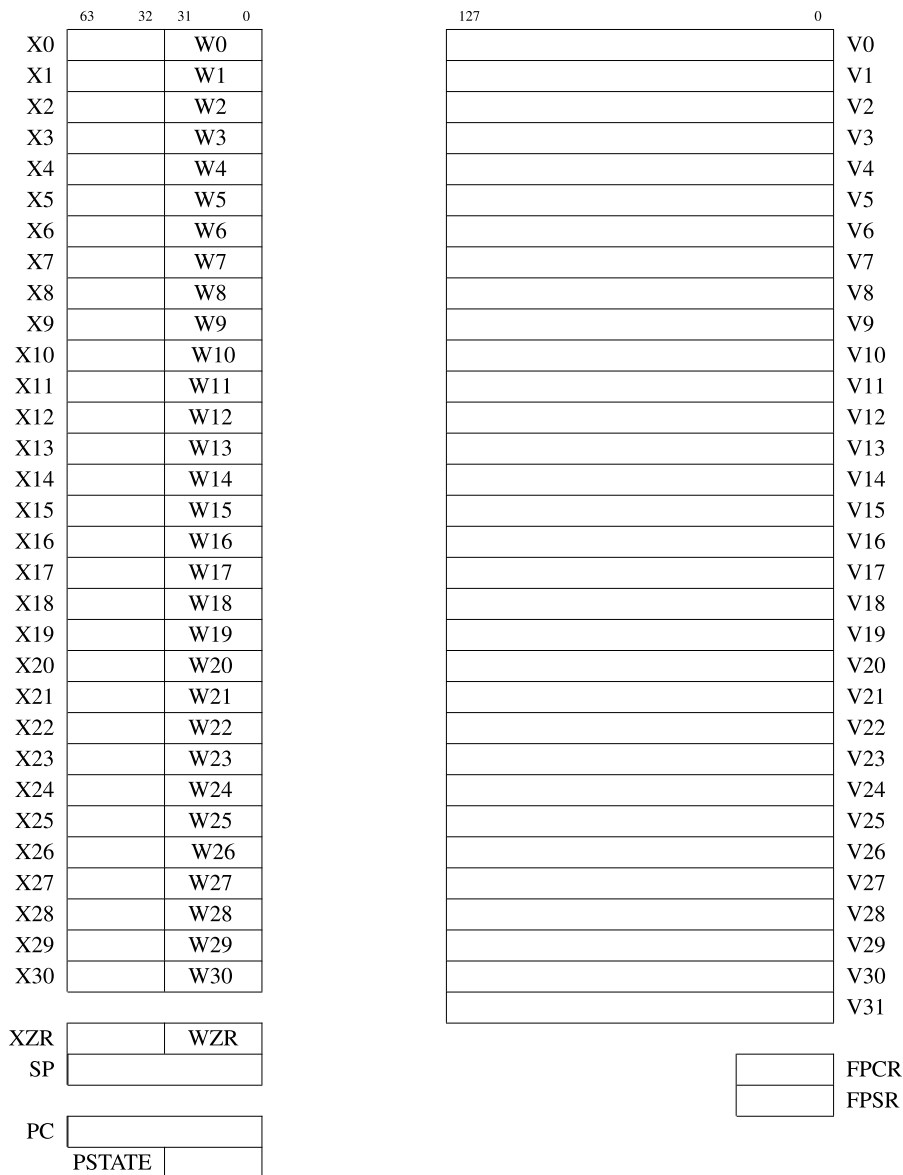 63 32 31 0 127 0
X0 W0 V0
X1 W1 V1
X2 W2 V2
X3 W3 V3
X4 W4 V4
X5 W5 V5
X6 W6 V6
X7 W7 V7
X8 W8 V8
X9 W9 V9
X10 W10 V10
X11 W11 V11
X12 W12 V12
X13 W13 V13
X14 W14 V14
X15 W15 V15
X16 W16 V16
X17 W17 V17
X18 W18 V18
X19 W19 V19
X20 W20 V20
X21 W21 V21
X22 W22 V22
X23 W23 V23
X24 W24 V24
X25 W25 V25
X26 W26 V26
X27 W27 V27
X28 W28 V28
X29 W29 V29
X30 W30 V30
V31
XZR WZR
SP FPCR
FPSR
PC
PSTATE